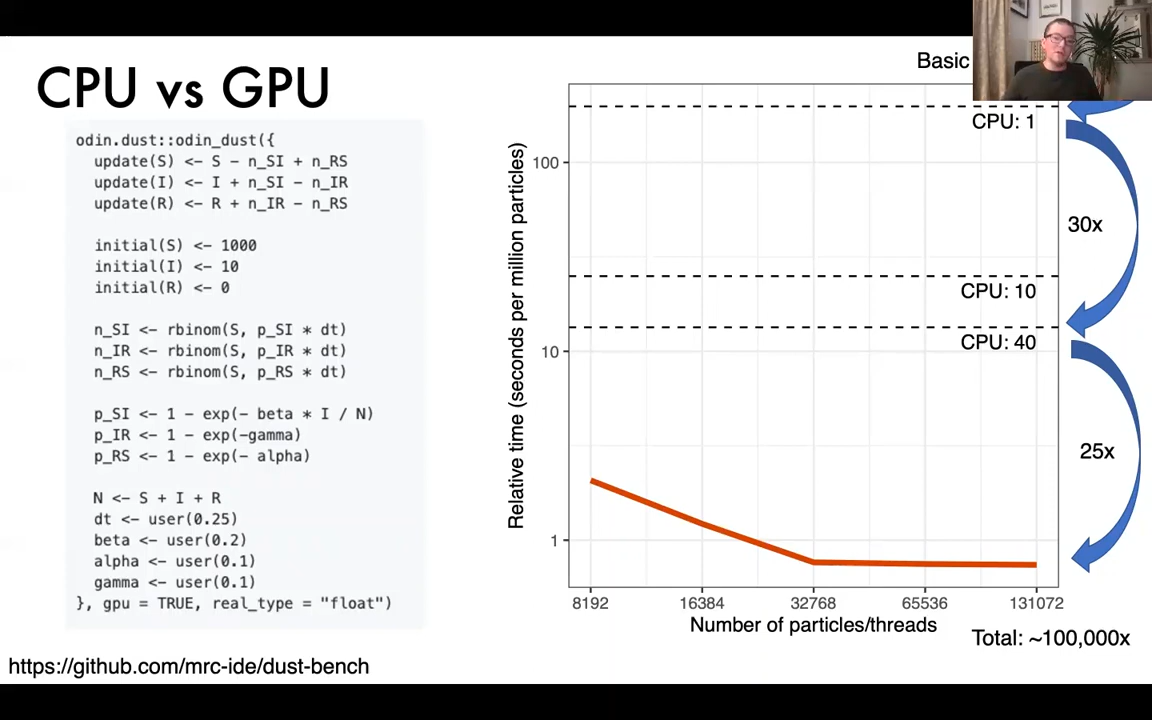 CPU vs GPU
odin.dust::odin_dust({
update(S) <- S - n_SI + n_RS
update(I) <- I + n_SI - n_IR
update(R) <- R + n_IR - n_RS
initial(S) <- 1000
initial(I) <- 10
initial(R) <- 0
n_SI <- rbinom(S, p_SI * dt)
n_IR <- rbinom(S, p_IR * dt)
n_RS <- rbinom(S, p_RS * dt)
p_SI <- 1 - exp(- beta * I / N)
p_IR <- 1 - exp(-gamma)
p_RS <- 1 - exp(- alpha)
N <- S + I + R
dt <- user(0.25)
beta <- user(0.2)
alpha <- user(0.1)
gamma <- user(0.1)
}, gpu = TRUE, real_type = "float")
https://github.com/mrc-ide/dust-bench
Basic
Relative time (seconds per million particles)
100
10
1
CPU: 1
CPU: 10
CPU: 40
30x
25x
8192 16384 32768 65536 131072
Number of particles/threads
Total: ~100,000x